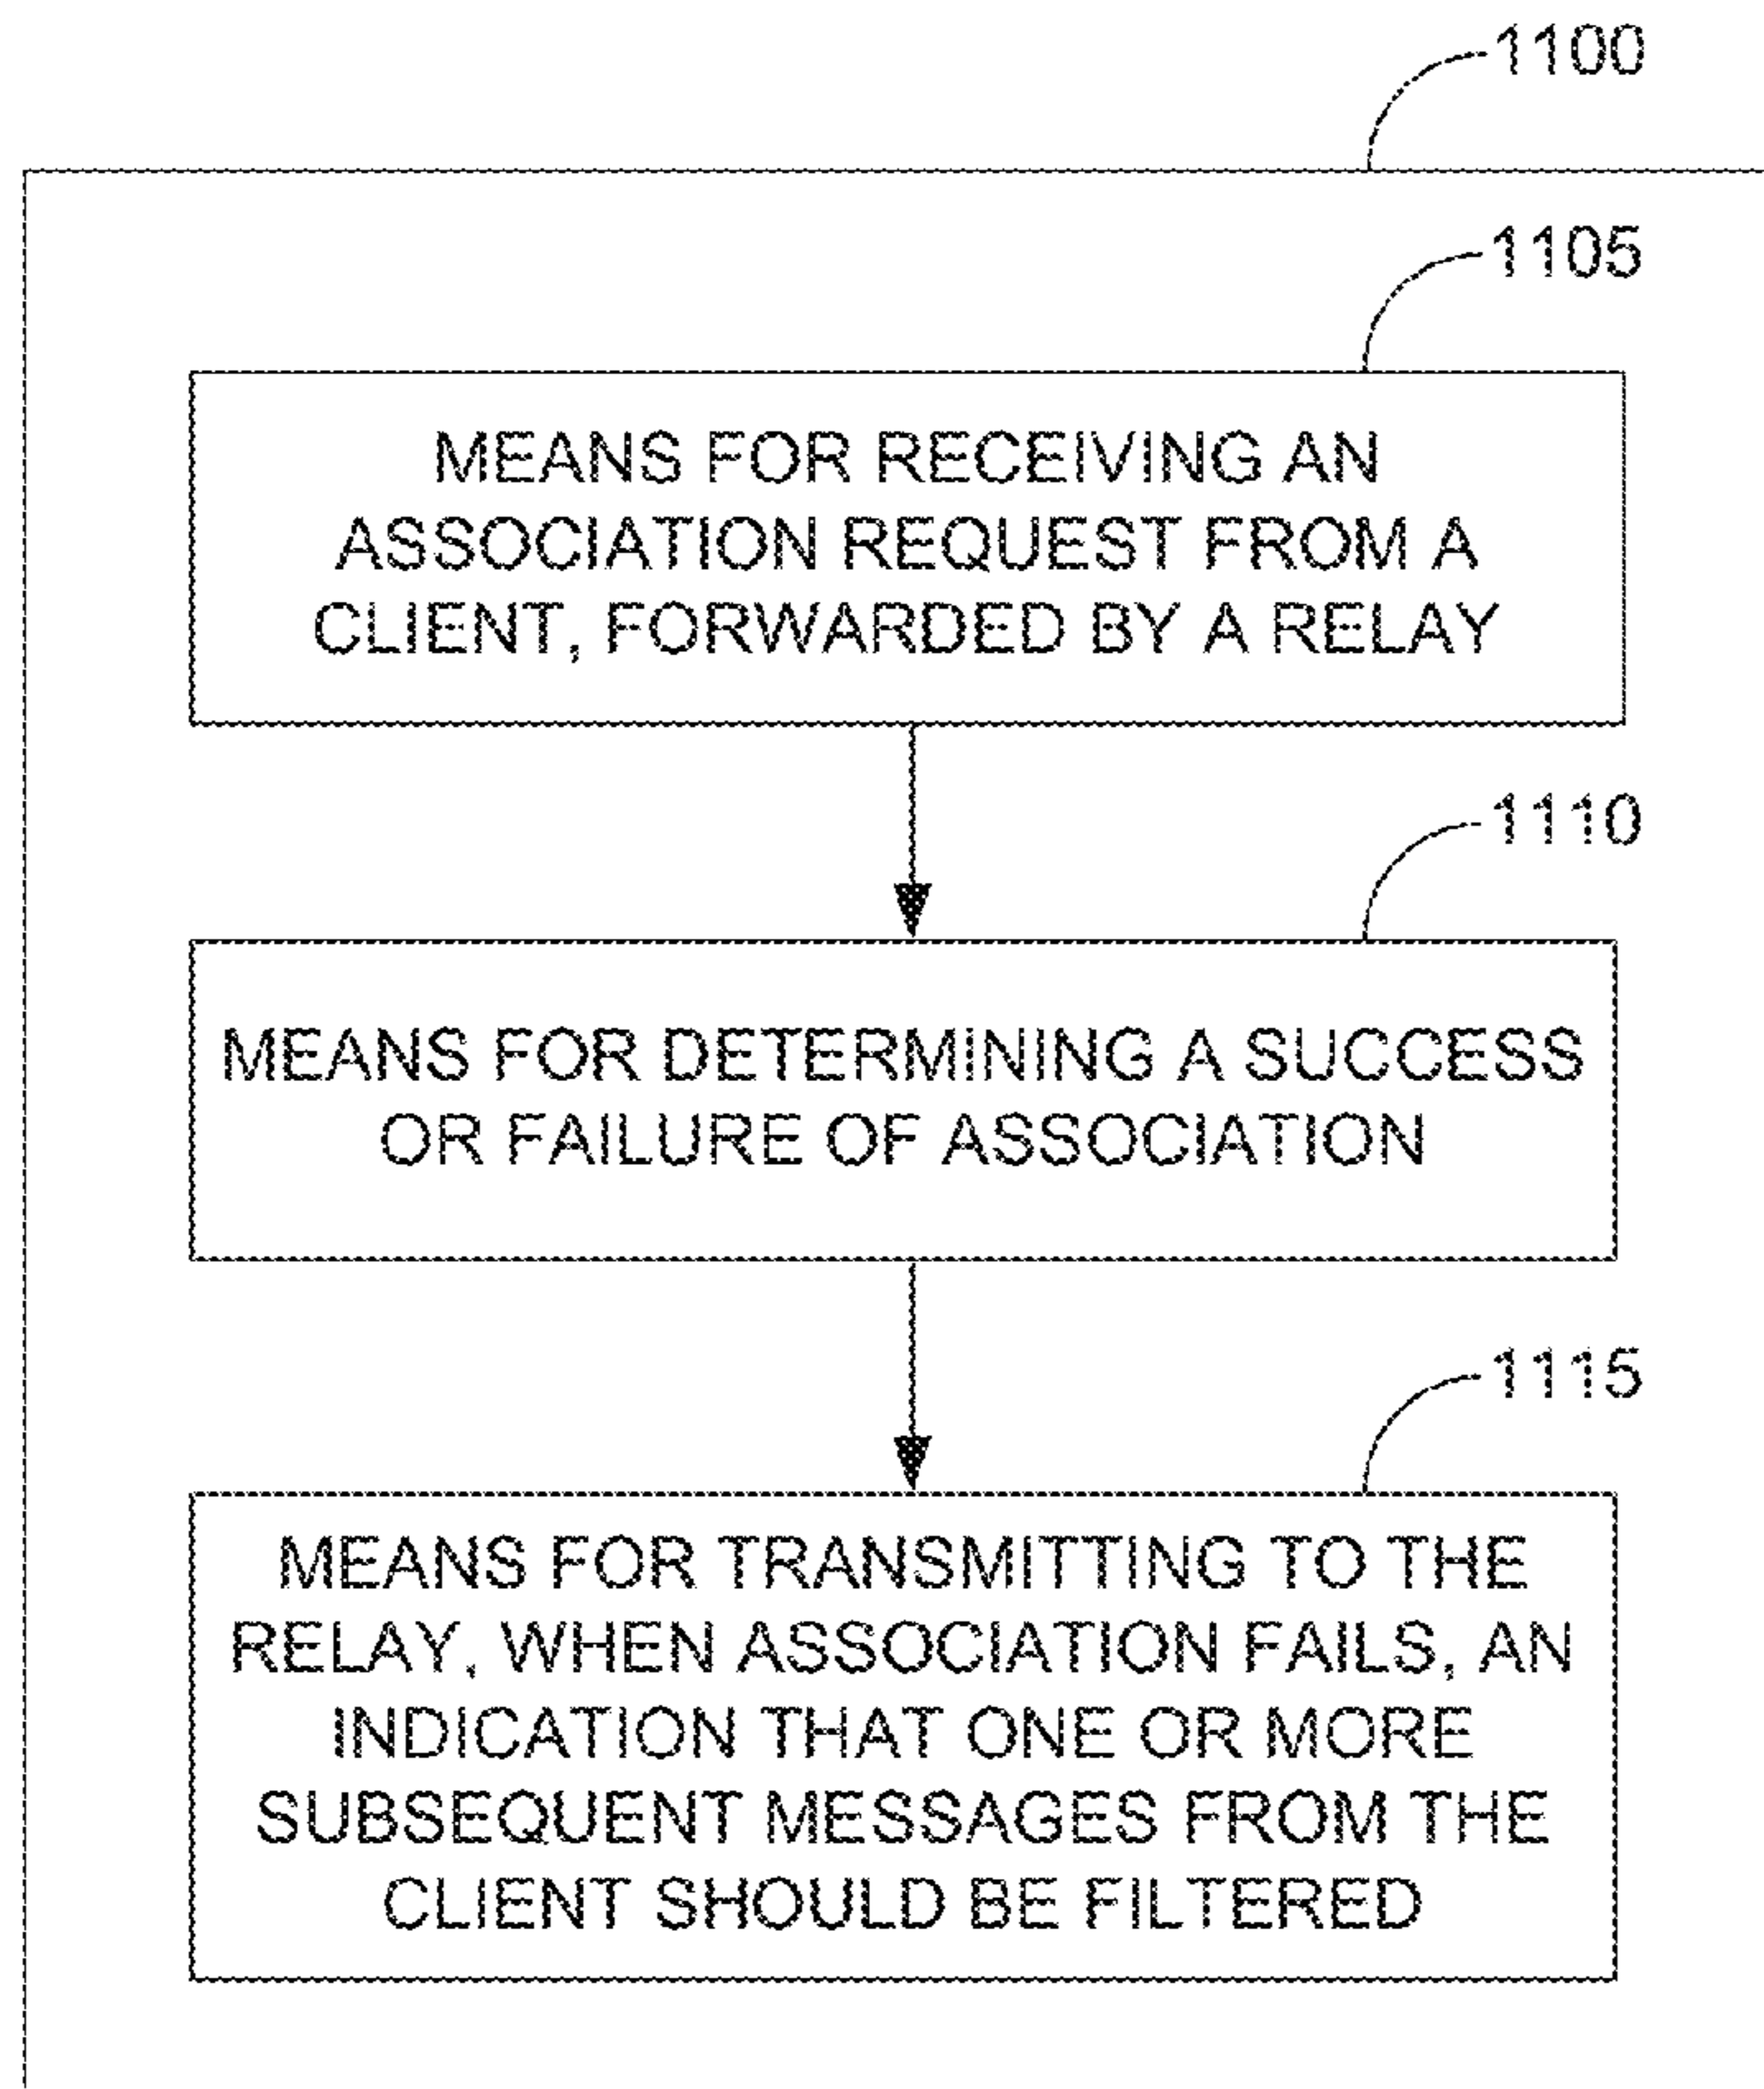 1100
1105
MEANS FOR RECEIVING AN
ASSOCIATION REQUEST FROM A
CLIENT, FORWARDED BY A RELAY
1110
MEANS FOR DETERMINING A SUCCESS
OR FAILURE OF ASSOCIATION
1115
MEANS FOR TRANSMITTING TO THE
RELAY, WHEN ASSOCIATION FAILS, AN
INDICATION THAT ONE OR MORE
SUBSEQUENT MESSAGES FROM THE
CLIENT SHOULD BE FILTERED